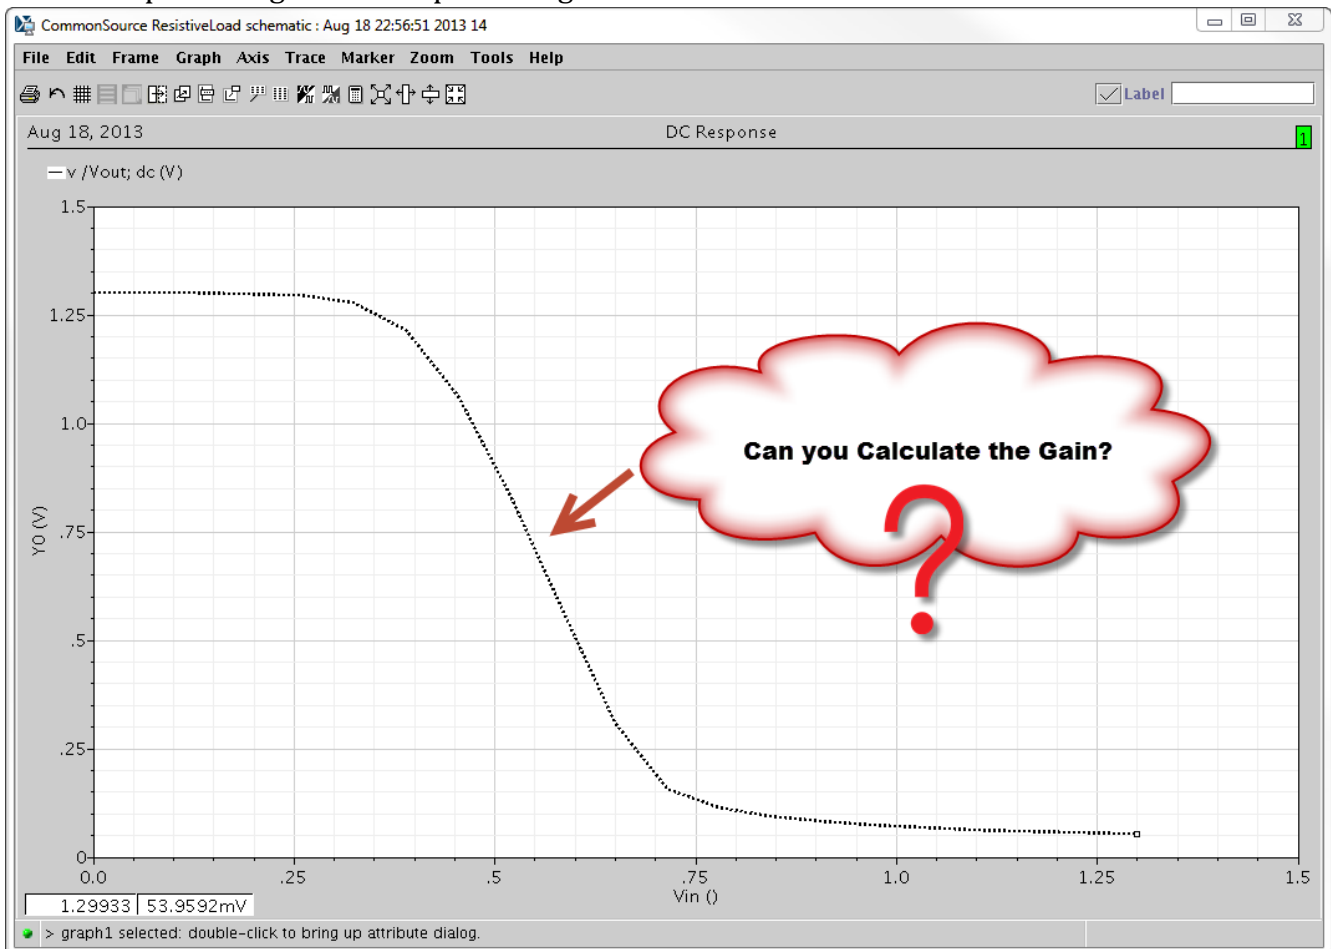 CommonSource ResistiveLoad schematic : Aug 18 22:56:51 2013 14
File Edit Frame Graph Axis Trace Marker Zoom Tools Help
Label
Aug 18, 2013
DC Response
1
v /Vout; dc (V)
1.5
1.25
1.0
.75
.5
.25
0
Y0 (V)
Can you Calculate the Gain?
?
0.0 .25 .5 .75 1.0 1.25 1.5
Vin ()
1.29933 53.9592mV
> graph1 selected: double-click to bring up attribute dialog.